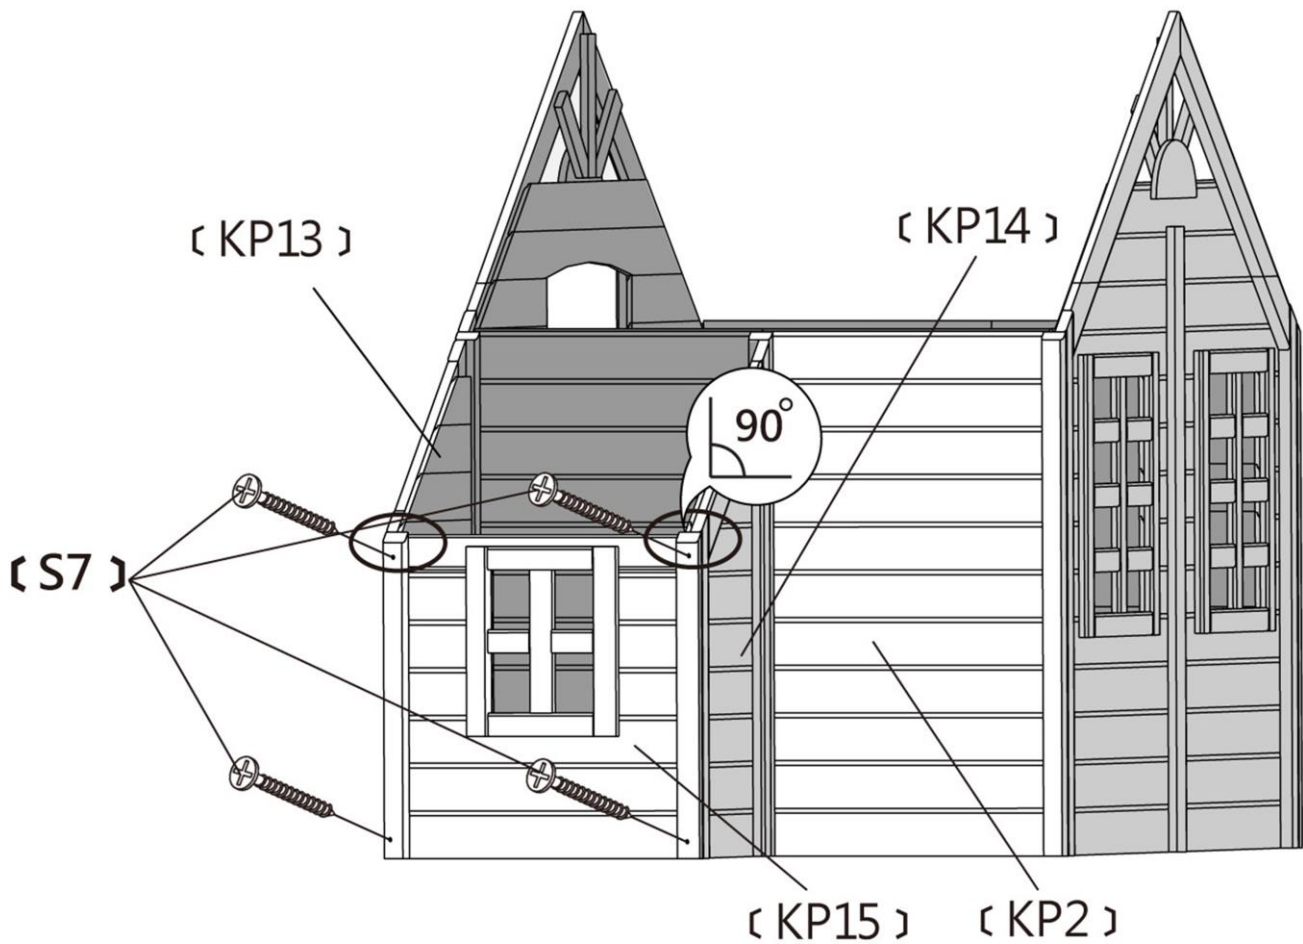 〔 KP13 〕
〔 KP14 〕
90°
〔 S7 〕
〔 KP15 〕
〔 KP2 〕